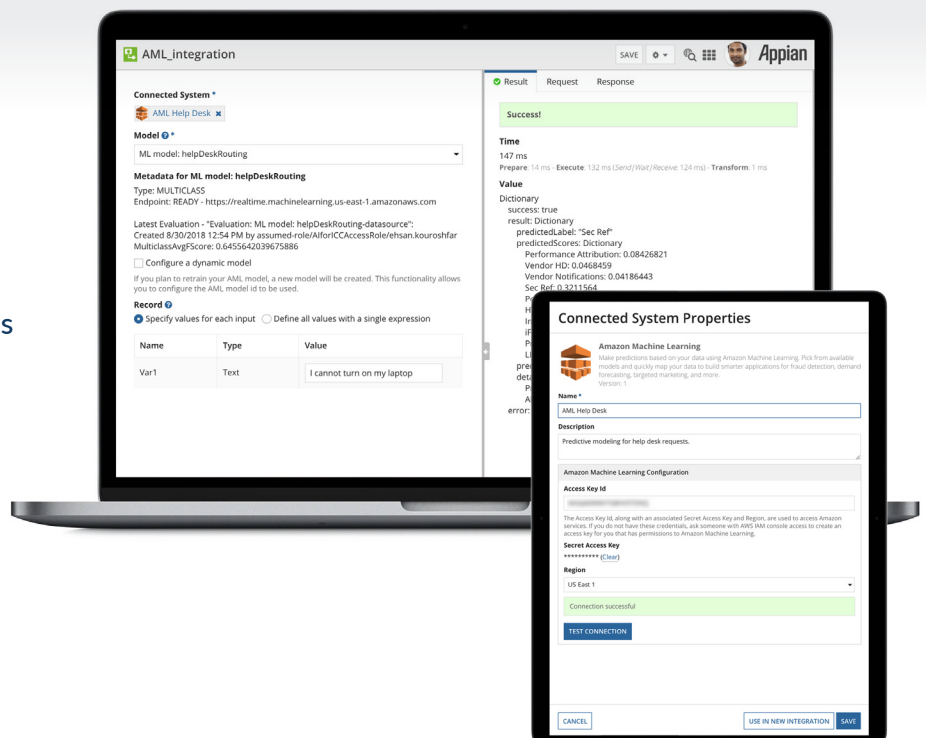 AML_integration
SAVE
Appian
Connected System *
AML Help Desk ×
Model ? *
ML model: helpDeskRouting
Metadata for ML model: helpDeskRouting
Type: MULTICLASS
Endpoint: READY - https://realtime.machinelearning.us-east-1.amazonaws.com
Latest Evaluation - "Evaluation: ML model: helpDeskRouting-datasource":
Created 8/30/2018 12:54 PM by assumed-role/AIforICCAccessRole/ehsan.kouroshfar
MulticlassAvgFScore: 0.6455642039675886
Configure a dynamic model
If you plan to retrain your AML model, a new model will be created. This functionality allows
you to configure the AML model id to be used.
Record ?
Specify values for each input Define all values with a single expression
Name Type Value
Var1 Text I cannot turn on my laptop
Result Request Response
Success!
Time
147 ms
Prepare: 14 ms - Execute: 132 ms (Send/Wait/Receive: 124 ms) - Transform: 1 ms
Value
Dictionary
success: true
result: Dictionary
predictedLabel: "Sec Ref"
predictedScores: Dictionary
Performance Attribution: 0.08426821
Vendor HD: 0.0468459
Vendor Notifications: 0.04186443
Sec Ref: 0.3211564
error:
s
Connected System Properties
Amazon Machine Learning
Make predictions based on your data using Amazon Machine Learning. Pick from available
models and quickly map your data to build smarter applications for fraud detection, demand
forecasting, targeted marketing, and more.
Version: 1
Name *
AML Help Desk
Description
Predictive modeling for help desk requests.
Amazon Machine Learning Configuration
Access Key Id
The Access Key Id, along with an associated Secret Access Key and Region, are used to access Amazon
services. If you do not have these credentials, ask someone with AWS IAM console access to create an
access key for you that has permissions to Amazon Machine Learning.
Secret Access Key
********** (Clear)
Region
US East 1
Connection successful
TEST CONNECTION
CANCEL
USE IN NEW INTEGRATION
SAVE